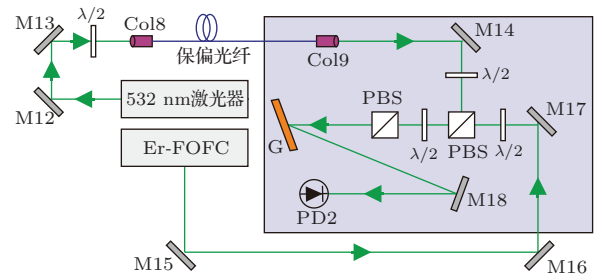 M13
λ/2
Col8
保偏光纤
Col9
M14
λ/2
M12
532 nm激光器
Er-FOFC
G
PBS
λ/2
PBS
λ/2
M17
PD2
M18
M15
M16